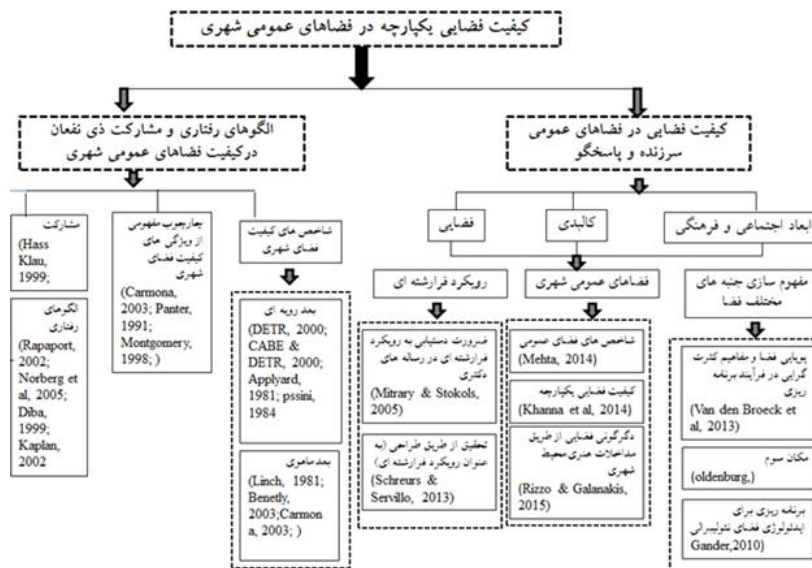 کیفیت فضایی یکپارچه در فضاهای عمومی شهری
کیفیت فضایی در فضاهای عمومی
سرزنده و پاسخگو
الگوهای رفتاری و مشارکت ذی نفعان
درکیفیت فضاهای عمومی شهری
ابعاد اجتماعی و فرهنگی
کالبدی
فضایی
مفهوم سازی جنبه های
مختلف فضا
فضاهای عمومی شهری
رویکرد فرارشته ای
پویایی فضا و مفاهیم کثرت
گرایی در فرآیند برنامه
ریزی
(Van den Broeck et
al, 2013)
مکان سوم
(oldenburg,)
برنامه ریزی برای
ایدئولوژی فضای نئولیبرالی
Gander,2010)
شاخص های فضای عمومی
(Mehta, 2014)
کیفیت فضایی یکپارچه
(Khanna et al, 2014)
دگرگونی فضایی از طریق
مداخلات هنری محیط
شهری
(Rizzo & Galanakis,
2015)
ضرورت دستیابی به رویکرد
فرارشته ای در رساله های
دکتری
(Mitrary & Stokols,
2005)
تحقیق از طریق طراحی (به
عنوان رویکرد فرارشته ای)
(Schreurs &
Servillo, 2013)
شاخص های کیفیت
فضای شهری
بعد رویه ای
(DETR, 2000;
CABE &
DETR, 2000;
Applyard,
1981; pssini,
1984
بعد ماهوی
(Linch, 1981;
Benetly,
2003;Carmon
a, 2003; )
چارچوب مفهومی
از ویژگی های
کیفیت فضای
شهری
(Carmona,
2003; Panter,
1991;
Montgomery,
1998; )
مشارکت
(Hass
Klau,
1999;
الگوهای
رفتاری
(Rapaport,
2002;
Norberg et
al, 2005;
Diba,
1999;
Kaplan,
2002